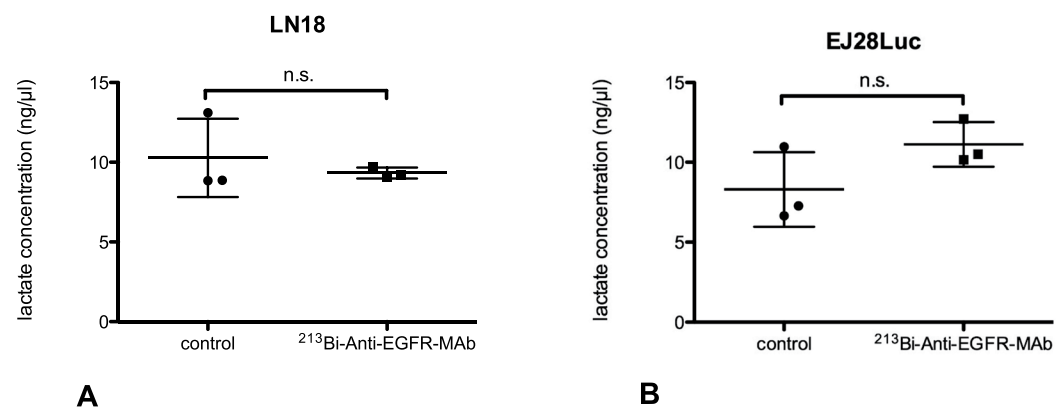 LN18
n.s.
15
10
5
0
lactate concentration (ng/µl)
control
²¹³Bi-Anti-EGFR-MAb
A
EJ28Luc
n.s.
15
10
5
0
lactate concentration (ng/µl)
control
²¹³Bi-Anti-EGFR-MAb
B